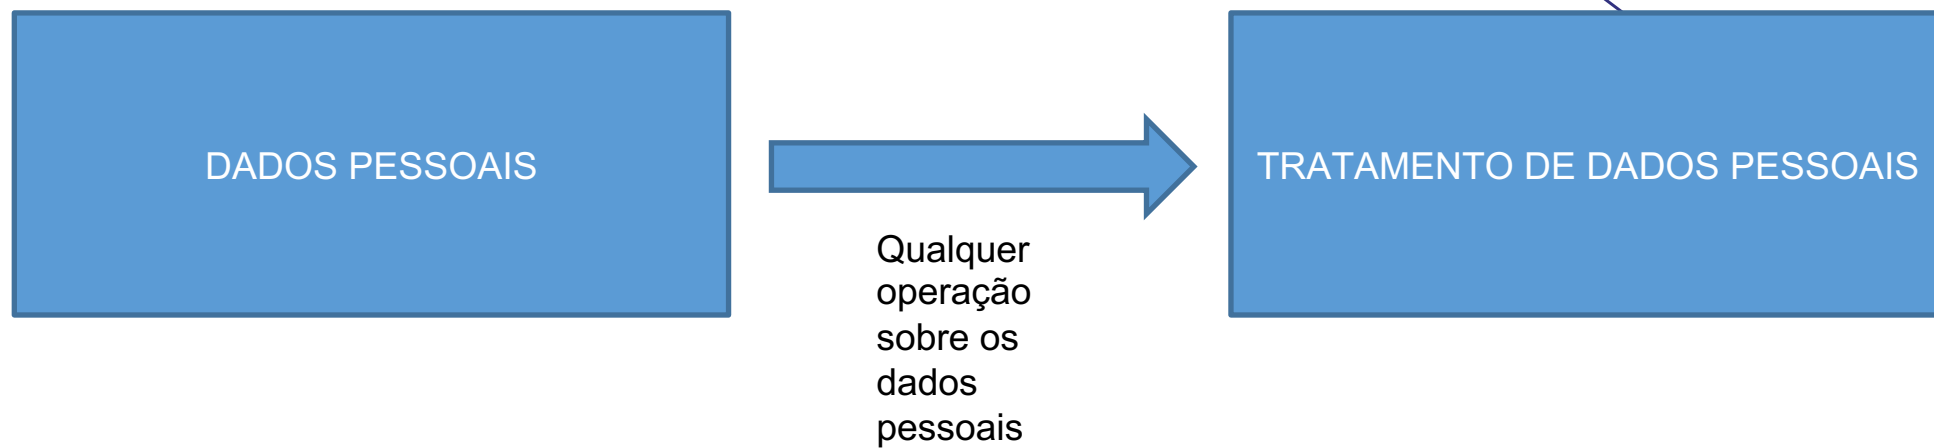 DADOS PESSOAIS
TRATAMENTO DE DADOS PESSOAIS
Qualquer
operação
sobre os
dados
pessoais